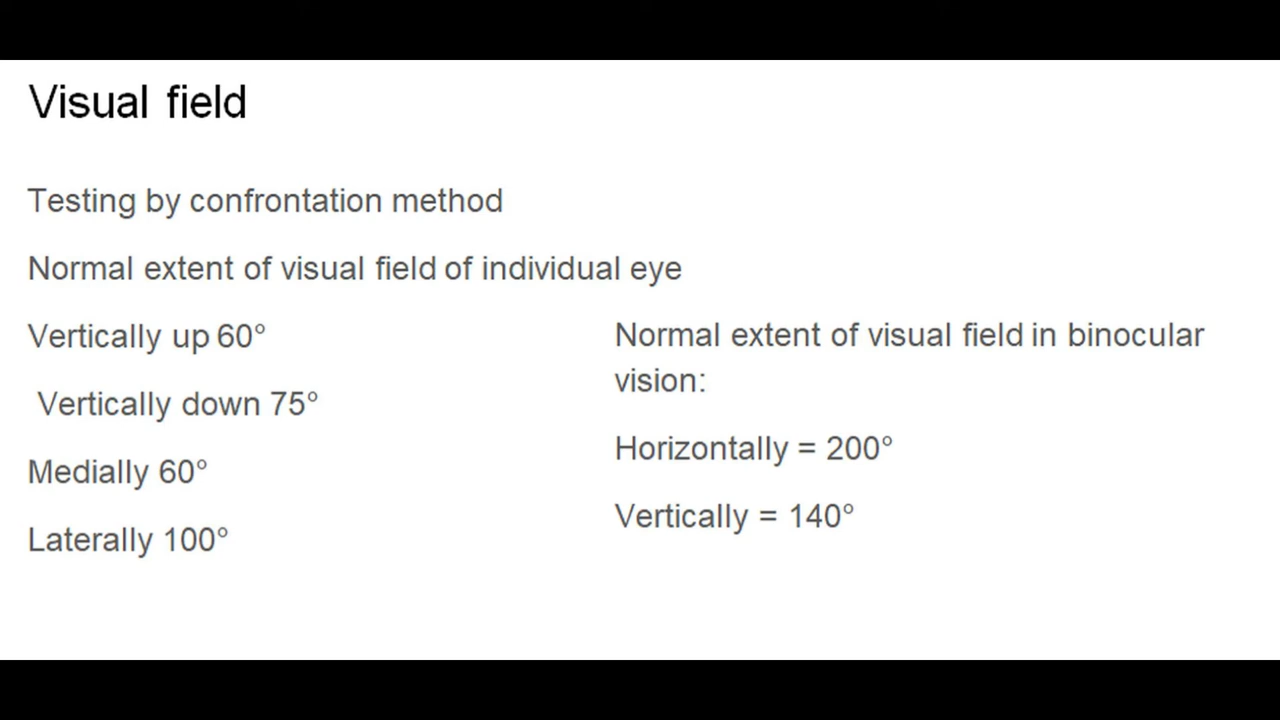 Visual field
Testing by confrontation method
Normal extent of visual field of individual eye
Vertically up 60°
Vertically down 75°
Medially 60°
Laterally 100°
Normal extent of visual field in binocular
vision:
Horizontally = 200°
Vertically = 140°